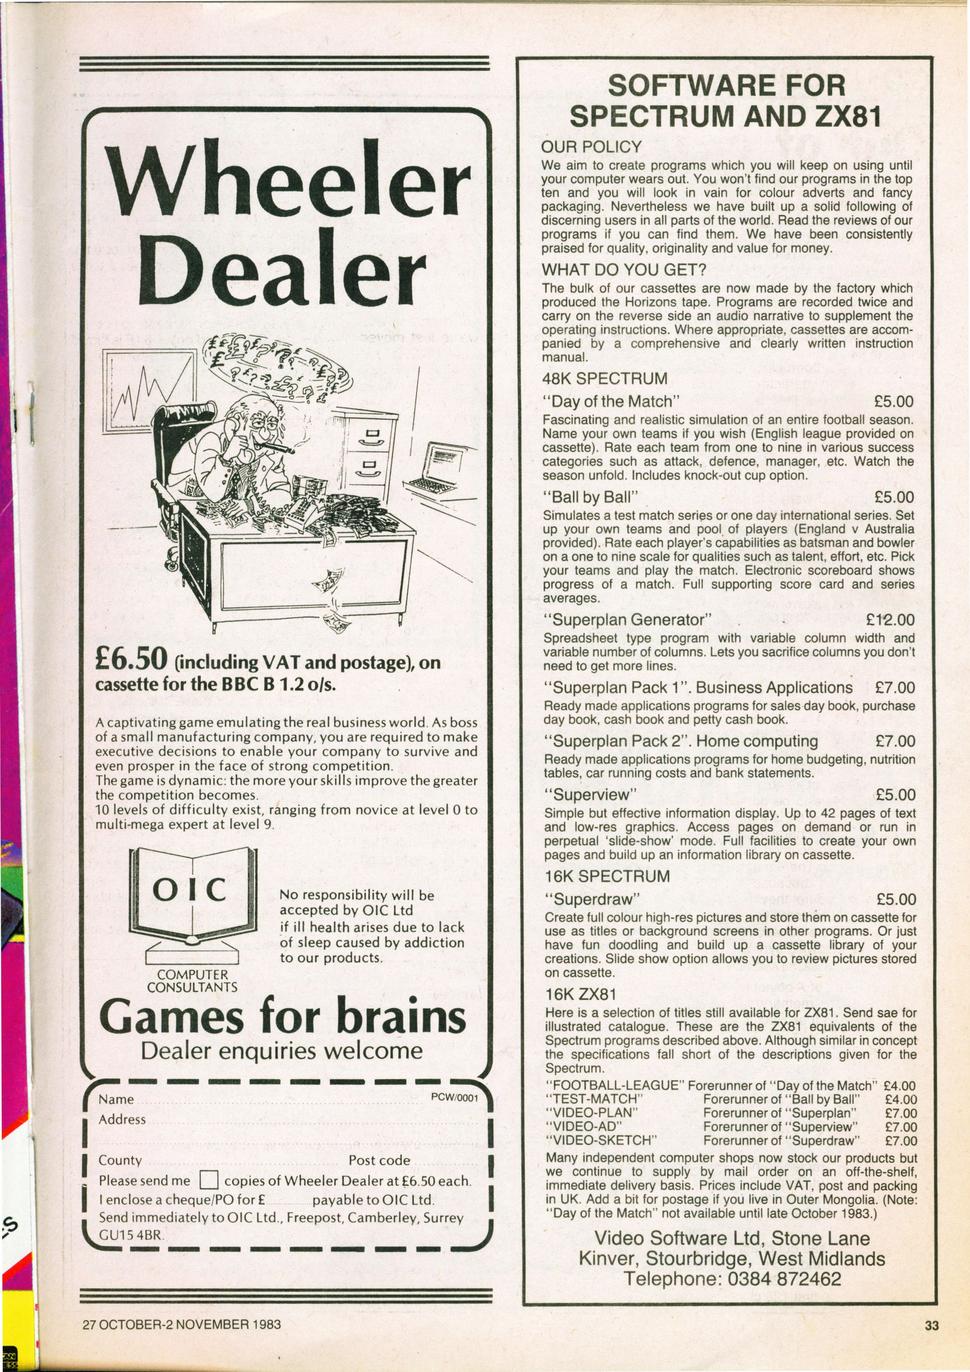 Wheeler
Dealer
£6.50 (including VAT and postage), on
cassette for the BBC B 1.2 o/s.
A captivating game emulating the real business world. As boss
of a small manufacturing company, you are required to make
executive decisions to enable your company to survive and
even prosper in the face of strong competition.
The game is dynamic: the more your skills improve the greater
the competition becomes.
10 levels of difficulty exist, ranging from novice at level 0 to
multi-mega expert at level 9.
OIC
COMPUTER
CONSULTANTS
No responsibility will be
accepted by OIC Ltd
if ill health arises due to lack
of sleep caused by addiction
to our products.
Games for brains
Dealer enquiries welcome
Name PCW/0001
Address
County Post code
Please send me copies of Wheeler Dealer at £6.50 each.
I enclose a cheque/PO for £ payable to OIC Ltd.
Send immediately to OIC Ltd., Freepost, Camberley, Surrey
GU15 4BR.
SOFTWARE FOR
SPECTRUM AND ZX81
OUR POLICY
We aim to create programs which you will keep on using until
your computer wears out. You won't find our programs in the top
ten and you will look in vain for colour adverts and fancy
packaging. Nevertheless we have built up a solid following of
discerning users in all parts of the world. Read the reviews of our
programs if you can find them. We have been consistently
praised for quality, originality and value for money.
WHAT DO YOU GET?
The bulk of our cassettes are now made by the factory which
produced the Horizons tape. Programs are recorded twice and
carry on the reverse side an audio narrative to supplement the
operating instructions. Where appropriate, cassettes are accom-
panied by a comprehensive and clearly written instruction
manual.
48K SPECTRUM
"Day of the Match" £5.00
Fascinating and realistic simulation of an entire football season.
Name your own teams if you wish (English league provided on
cassette). Rate each team from one to nine in various success
categories such as attack, defence, manager, etc. Watch the
season unfold. Includes knock-out cup option.
"Ball by Ball" £5.00
Simulates a test match series or one day international series. Set
up your own teams and pool of players (England v Australia
provided). Rate each player's capabilities as batsman and bowler
on a one to nine scale for qualities such as talent, effort, etc. Pick
your teams and play the match. Electronic scoreboard shows
progress of a match. Full supporting score card and series
averages.
"Superplan Generator" £12.00
Spreadsheet type program with variable column width and
variable number of columns. Lets you sacrifice columns you don't
need to get more lines.
"Superplan Pack 1". Business Applications £7.00
Ready made applications programs for sales day book, purchase
day book, cash book and petty cash book.
"Superplan Pack 2". Home computing £7.00
Ready made applications programs for home budgeting, nutrition
tables, car running costs and bank statements.
"Superview" £5.00
Simple but effective information display. Up to 42 pages of text
and low-res graphics. Access pages on demand or run in
perpetual 'slide-show' mode. Full facilities to create your own
pages and build up an information library on cassette.
16K SPECTRUM
"Superdraw" £5.00
Create full colour high-res pictures and store them on cassette for
use as titles or background screens in other programs. Or just
have fun doodling and build up a cassette library of your
creations. Slide show option allows you to review pictures stored
on cassette.
16K ZX81
Here is a selection of titles still available for ZX81. Send sae for
illustrated catalogue. These are the ZX81 equivalents of the
Spectrum programs described above. Although similar in concept
the specifications fall short of the descriptions given for the
Spectrum.
"FOOTBALL-LEAGUE" Forerunner of "Day of the Match" £4.00
"TEST-MATCH" Forerunner of "Ball by Ball" £4.00
"VIDEO-PLAN" Forerunner of "Superplan" £7.00
"VIDEO-AD" Forerunner of "Superview" £7.00
"VIDEO-SKETCH" Forerunner of "Superdraw" £7.00
Many independent computer shops now stock our products but
we continue to supply by mail order on an off-the-shelf,
immediate delivery basis. Prices include VAT, post and packing
in UK. Add a bit for postage if you live in Outer Mongolia. (Note:
"Day of the Match" not available until late October 1983.)
Video Software Ltd, Stone Lane
Kinver, Stourbridge, West Midlands
Telephone: 0384 872462
27 OCTOBER-2 NOVEMBER 1983
33